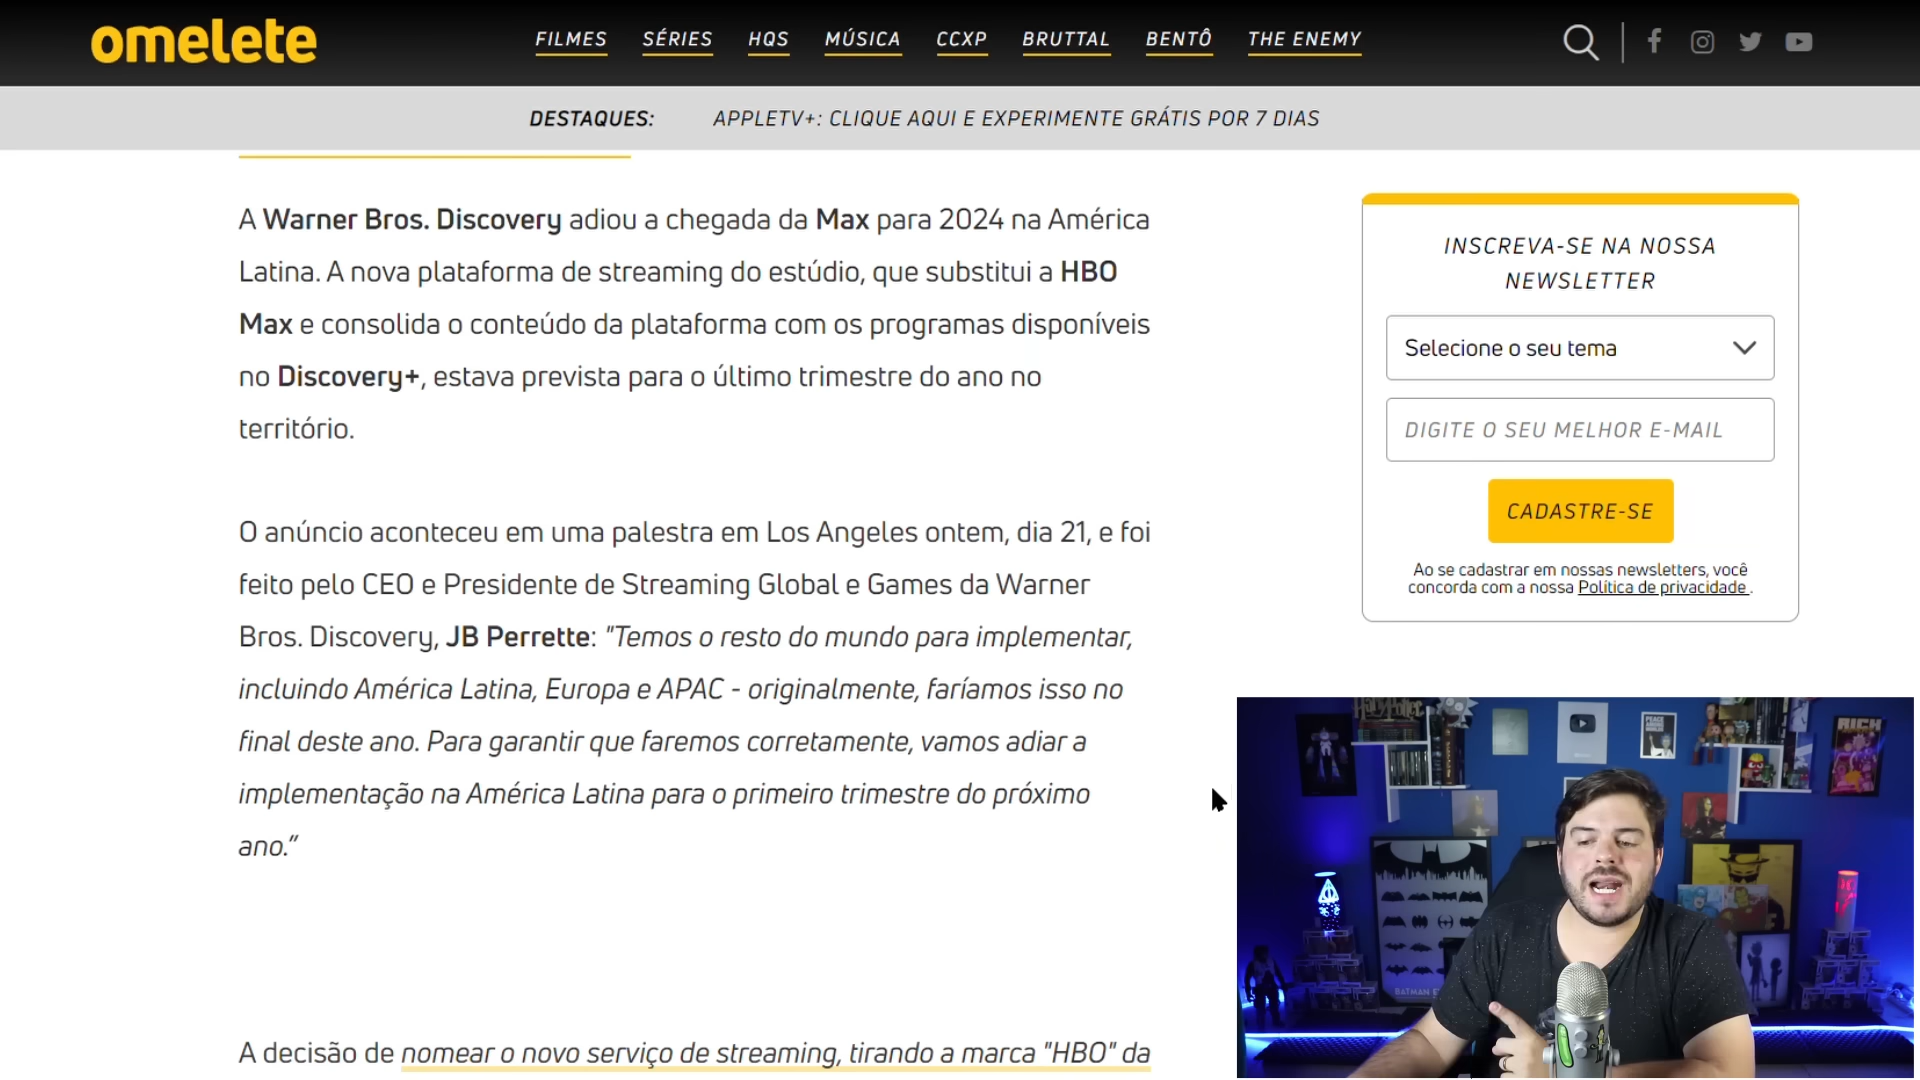 omelete
FILMES SÉRIES HQS MÚSICA CCXP BRUTTAL BENTÔ THE ENEMY
DESTAQUES: APPLETV+: CLIQUE AQUI E EXPERIMENTE GRÁTIS POR 7 DIAS
A Warner Bros. Discovery adiou a chegada da Max para 2024 na América
Latina. A nova plataforma de streaming do estúdio, que substitui a HBO
Max e consolida o conteúdo da plataforma com os programas disponíveis
no Discovery+, estava prevista para o último trimestre do ano no
território.
O anúncio aconteceu em uma palestra em Los Angeles ontem, dia 21, e foi
feito pelo CEO e Presidente de Streaming Global e Games da Warner
Bros. Discovery, JB Perrette: "Temos o resto do mundo para implementar,
incluindo América Latina, Europa e APAC - originalmente, faríamos isso no
final deste ano. Para garantir que faremos corretamente, vamos adiar a
implementação na América Latina para o primeiro trimestre do próximo
ano.”
A decisão de nomear o novo serviço de streaming, tirando a marca "HBO" da
INSCREVA-SE NA NOSSA
NEWSLETTER
Selecione o seu tema
DIGITE O SEU MELHOR E-MAIL
CADASTRE-SE
Ao se cadastrar em nossas newsletters, você
concorda com a nossa Política de privacidade .
Harry Potter
PEACE
AMONG
WORLDS
RICK
BATMAN